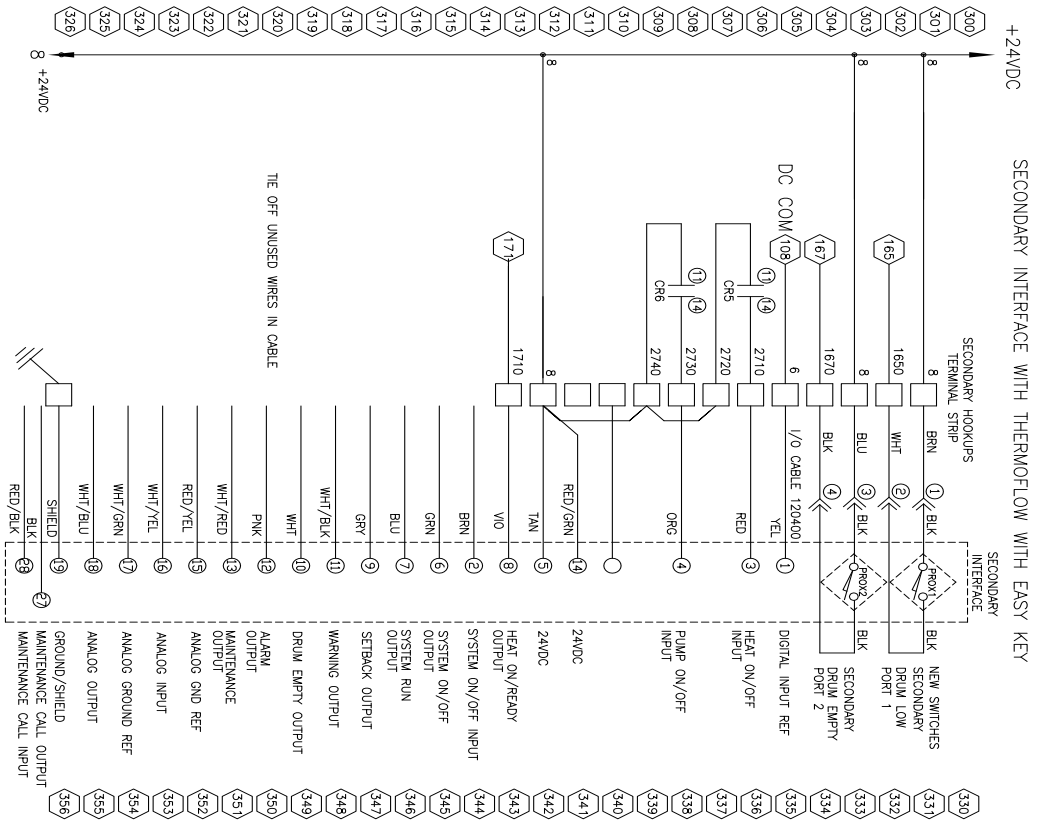 SECONDARY INTERFACE WITH THERMOFLOW WITH EASY KEY
+24VDC
300
301
302
303
304
305
306
307
308
309
310
311
312
313
314
315
316
317
318
319
320
321
322
323
324
325
326
8
+24VDC
8
8
8
DC COM
165
167
108
171
11
14
CR5
11
14
CR6
TIE OFF UNUSED WIRES IN CABLE
SECONDARY HOOKUPS
TERMINAL STRIP
8
1650
8
1670
6
2710
2720
2730
2740
8
1710
BRN
WHT
BLU
BLK
I/O CABLE 120400
YEL
RED
ORG
RED/GRN
TAN
VIO
BRN
GRN
BLU
GRY
WHT/BLK
WHT
PNK
WHT/RED
RED/YEL
WHT/YEL
WHT/GRN
WHT/BLU
SHIELD
BLK
RED/BLK
1
2
3
4
BLK
BLK
SECONDARY
INTERFACE
PROX1
PROX2
BLK
BLK
1
3
4
14
5
8
2
6
7
9
11
10
12
13
15
16
17
18
19
27
28
NEW SWITCHES
SECONDARY
DRUM LOW
PORT 1
SECONDARY
DRUM EMPTY
PORT 2
DIGITAL INPUT REF
HEAT ON/OFF
INPUT
PUMP ON/OFF
INPUT
24VDC
24VDC
HEAT ON/READY
OUTPUT
SYSTEM ON/OFF INPUT
SYSTEM ON/OFF
OUTPUT
SYSTEM RUN
OUTPUT
SETBACK OUTPUT
WARNING OUTPUT
DRUM EMPTY OUTPUT
ALARM
OUTPUT
MAINTENANCE
OUTPUT
ANALOG GND REF
ANALOG INPUT
ANALOG GROUND REF
ANALOG OUTPUT
GROUND/SHIELD
MAINTENANCE CALL OUTPUT
MAINTENANCE CALL INPUT
330
331
332
333
334
335
336
337
338
339
340
341
342
343
344
345
346
347
348
349
350
351
352
353
354
355
356